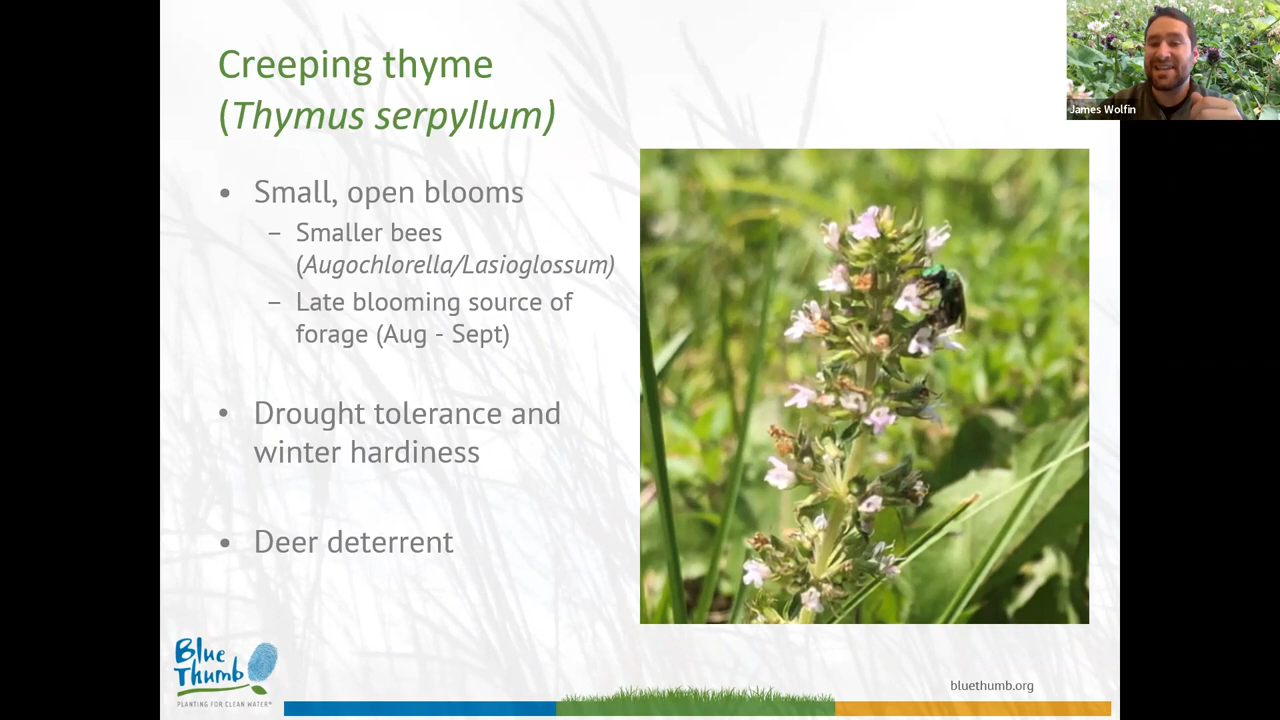 Creeping thyme
(Thymus serpyllum)
• Small, open blooms
– Smaller bees
(Augochlorella/Lasioglossum)
– Late blooming source of
forage (Aug - Sept)
• Drought tolerance and
winter hardiness
• Deer deterrent
James Wolfin
Blue
Thumb
PLANTING FOR CLEAN WATER®
bluethumb.org